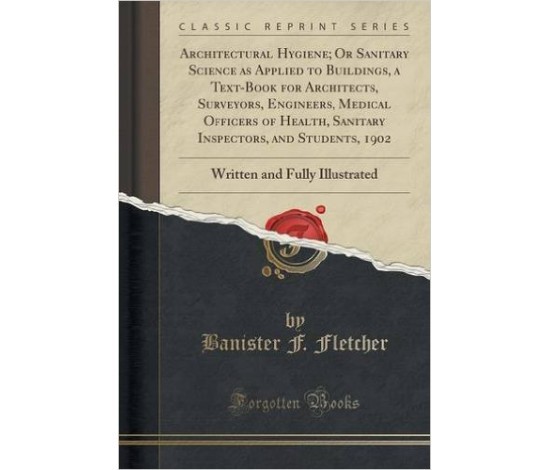 CLASSIC REPRINT SERIES
ARCHITECTURAL HYGIENE; OR SANITARY
SCIENCE AS APPLIED TO BUILDINGS, A
TEXT-BOOK FOR ARCHITECTS,
SURVEYORS, ENGINEERS, MEDICAL
OFFICERS OF HEALTH, SANITARY
INSPECTORS, AND STUDENTS, 1902
Written and Fully Illustrated
F
by
Banister F. Fletcher
Forgotten Books